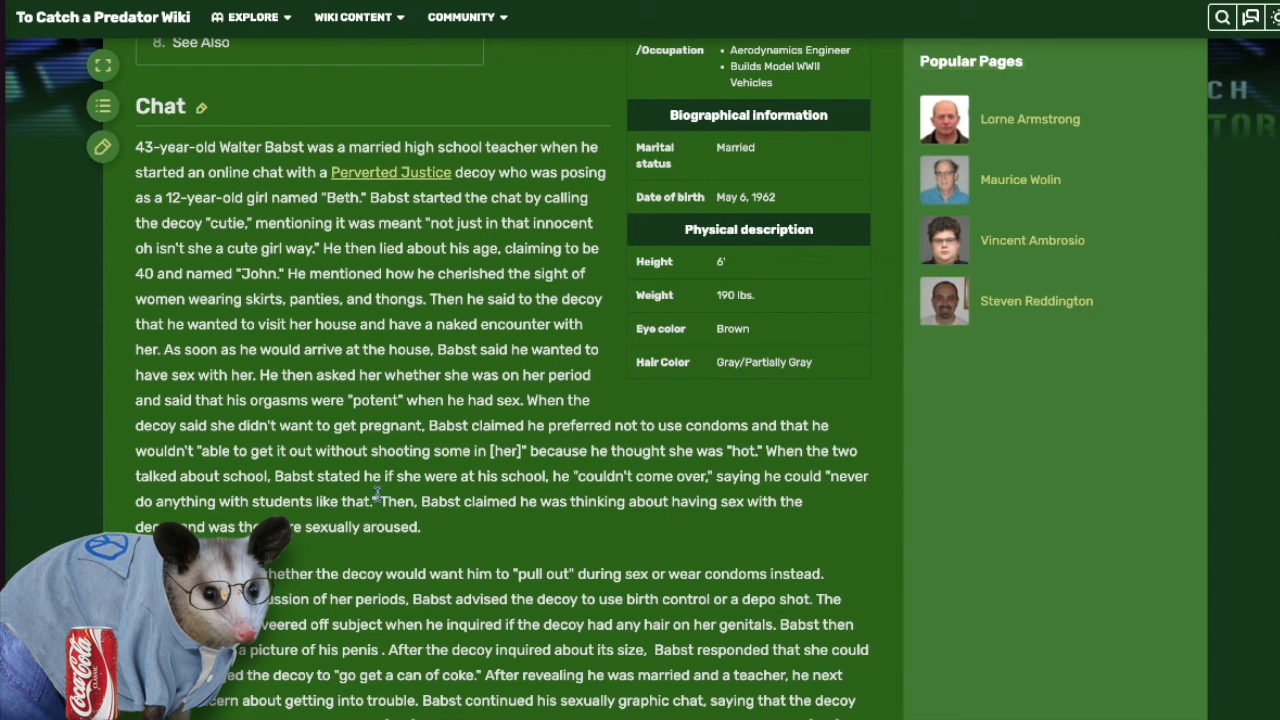 To Catch a Predator Wiki
EXPLORE
WIKI CONTENT
COMMUNITY
8. See Also
/Occupation
Aerodynamics Engineer
Builds Model WWII
Vehicles
Chat
43-year-old Walter Babst was a married high school teacher when he
started an online chat with a Perverted Justice decoy who was posing
as a 12-year-old girl named "Beth." Babst started the chat by calling
the decoy "cutie," mentioning it was meant "not just in that innocent
oh isn't she a cute girl way." He then lied about his age, claiming to be
40 and named "John." He mentioned how he cherished the sight of
women wearing skirts, panties, and thongs. Then he said to the decoy
that he wanted to visit her house and have a naked encounter with
her. As soon as he would arrive at the house, Babst said he wanted to
have sex with her. He then asked her whether she was on her period
and said that his orgasms were "potent" when he had sex. When the
decoy said she didn't want to get pregnant, Babst claimed he preferred not to use condoms and that he
wouldn't "able to get it out without shooting some in [her]" because he thought she was "hot." When the two
talked about school, Babst stated he if she were at his school, he "couldn't come over," saying he could "never
do anything with students like that." Then, Babst claimed he was thinking about having sex with the
and was sexually aroused.
whether the decoy would want him to "pull out" during sex or wear condoms instead.
of her periods, Babst advised the decoy to use birth control or a depo shot. The
off subject when he inquired if the decoy had any hair on her genitals. Babst then
a picture of his penis . After the decoy inquired about its size, Babst responded that she could
the decoy to "go get a can of coke." After revealing he was married and a teacher, he next
about getting into trouble. Babst continued his sexually graphic chat, saying that the decoy
Biographical information
Marital
status
Married
Date of birth
May 6, 1962
Physical description
Height
6'
Weight
190 lbs.
Eye color
Brown
Hair Color
Gray/Partially Gray
Popular Pages
Lorne Armstrong
Maurice Wolin
Vincent Ambrosio
Steven Reddington
CH
TOR
Coca-Cola
CLASSIC